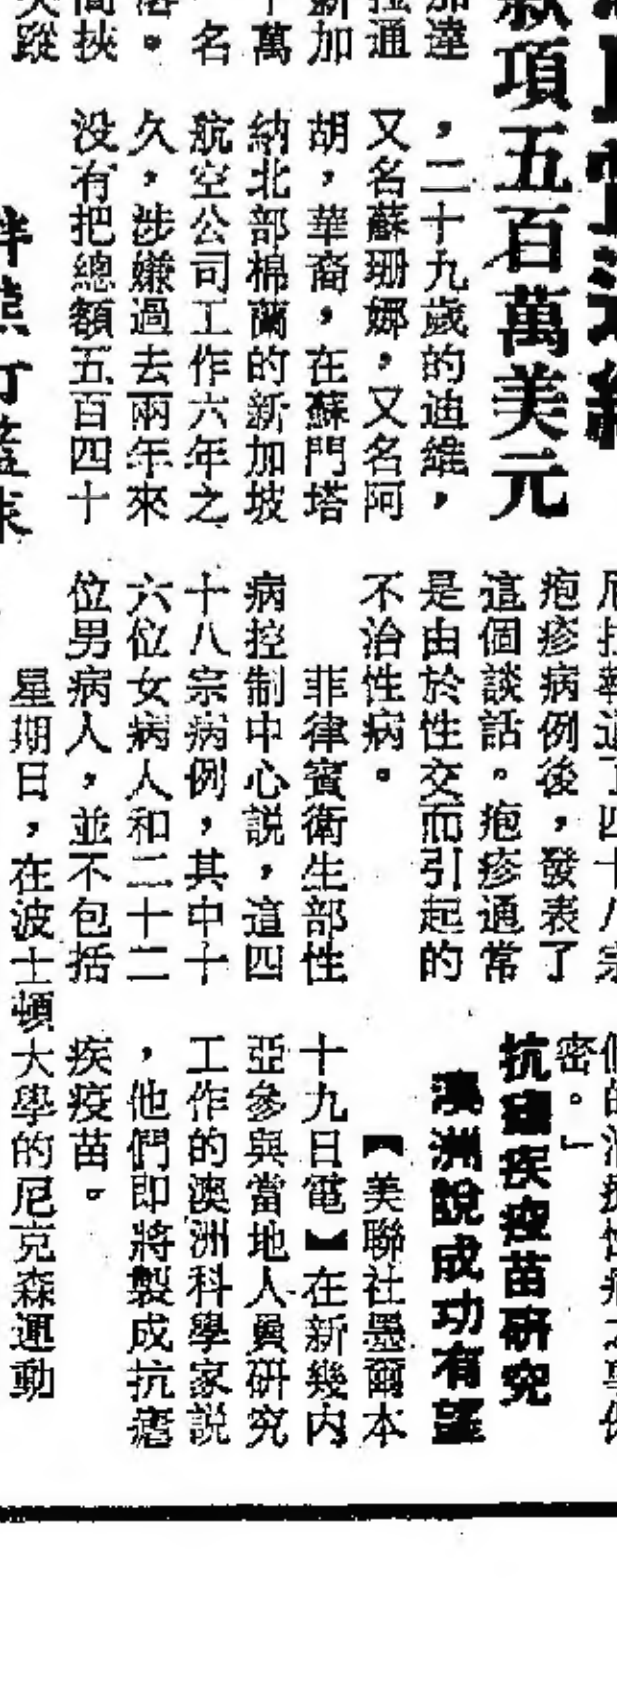 款項五百萬美元
，二十九歲的迪維，
又名蘇珊娜，又名阿
胡，華裔，在蘇門塔
納北部棉蘭的新加坡
航空公司工作六年之
久，涉嫌過去兩年來
没有把總額五百四十
疱疹病例後，發表了
這個談話。疱疹通常
是由於性交而引起的
不治性病。
菲律賓衛生部性
病控制中心説，這四
十八宗病例，其中十
六位女病人和二十二
位男病人，並不包括
密。」
抗瘧疾疫苗研究
澳洲說成功有望
【美聯社墨爾本
十九日電】在新幾内
亞參與當地人員研究
工作的澳洲科學家説
，他們即將製成抗瘧
疾疫苗。
星期日，在波士頓大學的尼克森運動